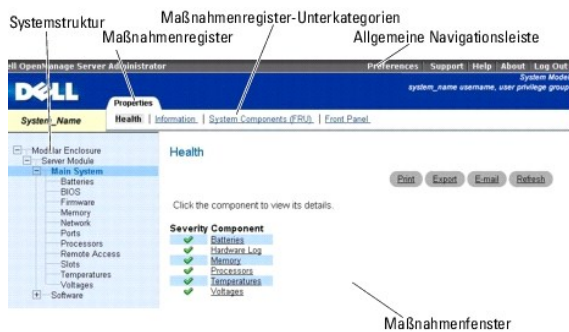 Systemstruktur
Maßnahmenregister-Unterkategorien
Maßnahmenregister
Allgemeine Navigationsleiste
ell OpenManage Server Administrator
Preferences Support Help About Log Out
System Model
system_name username, user privilege group
DELL
Properties
System_Name
Health | Information | System Components (FRU) | Front Panel
Modular Enclosure
Server Module
Main System
Batteries
BIOS
Firmware
Memory
Network
Ports
Processors
Remote Access
Slots
Temperatures
Voltages
Software
Health
Print Export E-mail Refresh
Click the component to view its details.
Severity Component
Batteries
Hardware Log
Memory
Processors
Temperatures
Voltages
Maßnahmenfenster